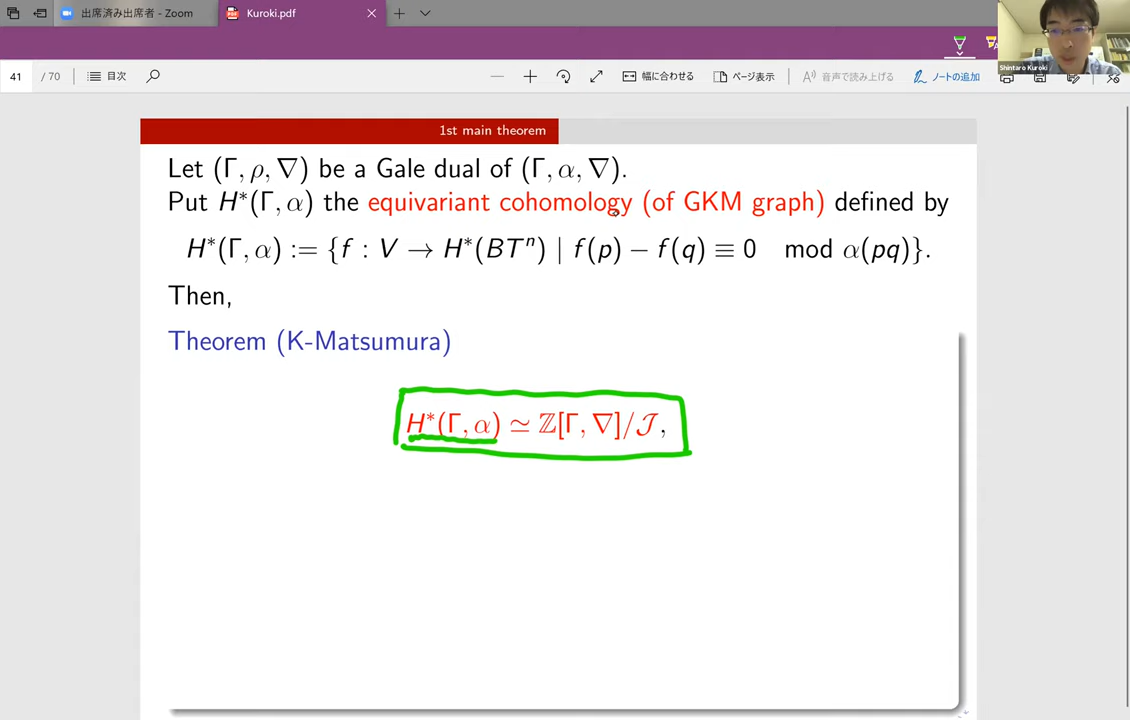 出席済み出席者 - Zoom
Kuroki.pdf
41 / 70
目次
幅に合わせる
ページ表示
音声で読み上げる
ノートの追加
Shintaro Kuroki
1st main theorem
Let (Γ, ρ, ∇) be a Gale dual of (Γ, α, ∇).
Put H*(Γ, α) the equivariant cohomology (of GKM graph) defined by
H*(Γ, α) := {f : V → H*(BTⁿ) | f(p) − f(q) ≡ 0 mod α(pq)}.
Then,
Theorem (K-Matsumura)
H*(Γ, α) ≃ ℤ[Γ, ∇]/𝒥,